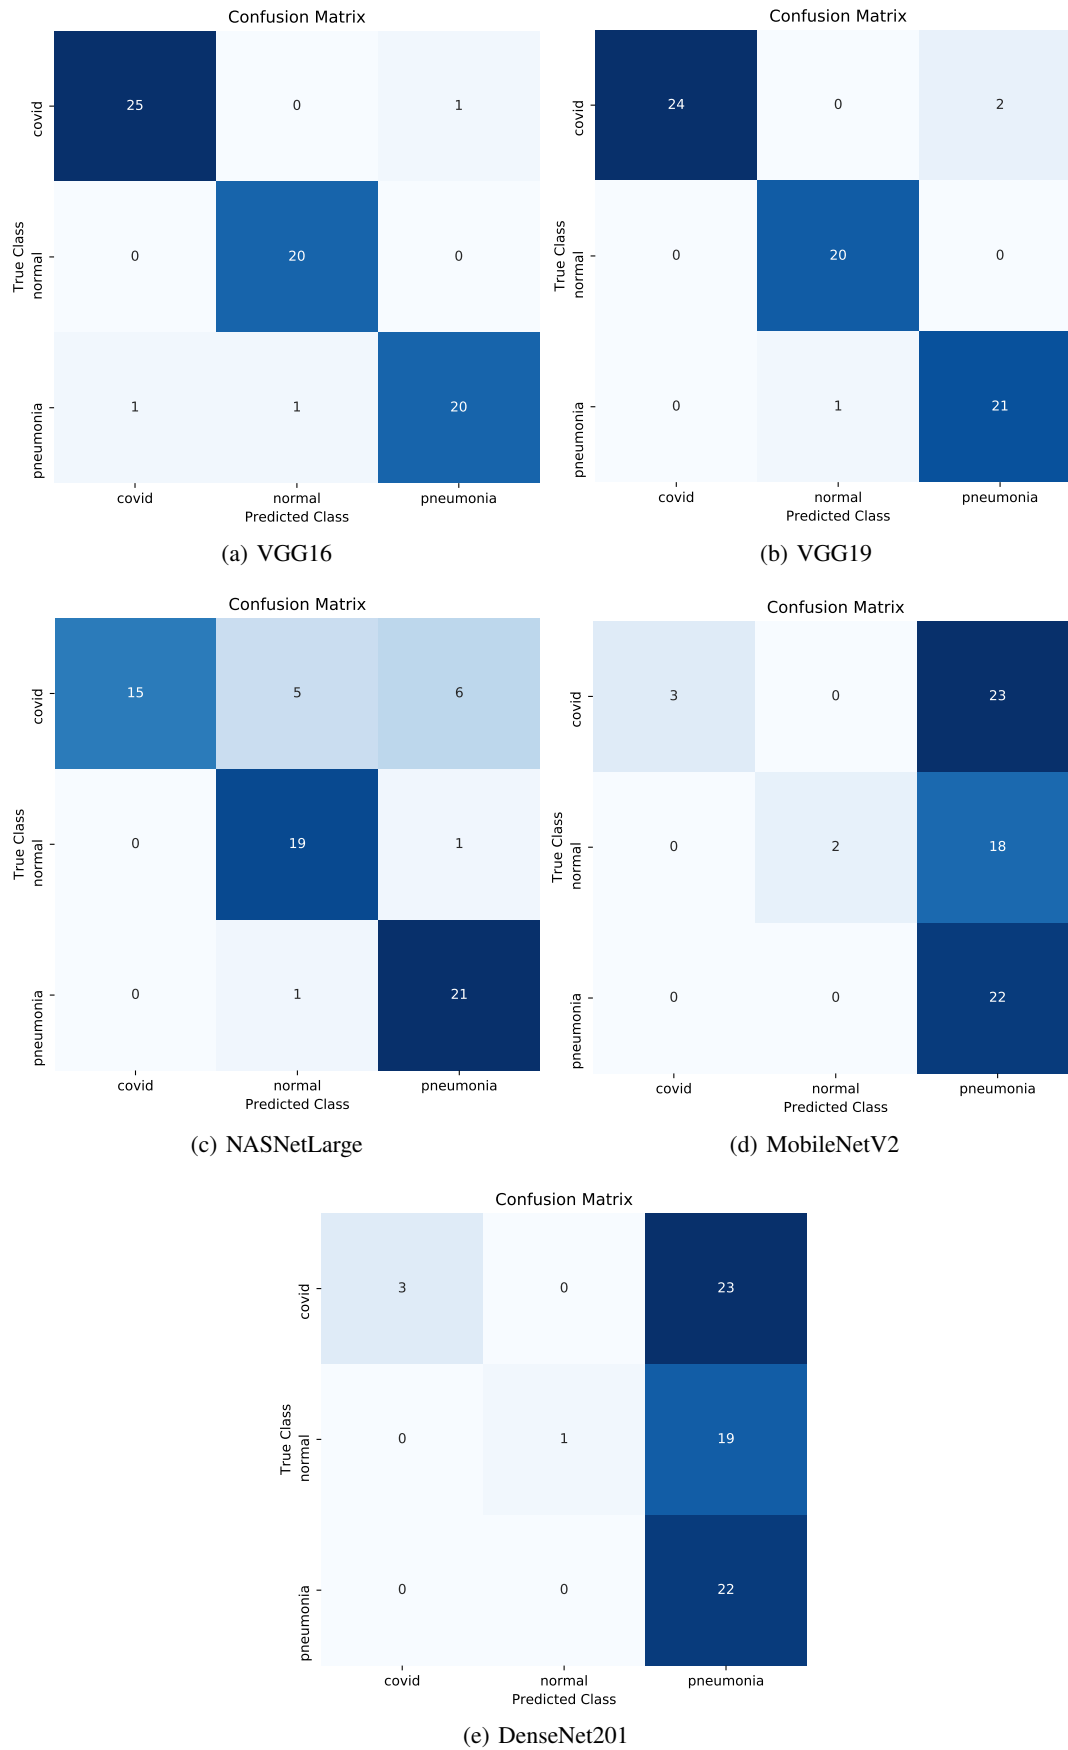 Confusion Matrix
covid
25 0 1
True Class
normal
0 20 0
pneumonia
1 1 20
covid normal pneumonia
Predicted Class
(a) VGG16
Confusion Matrix
covid
24 0 2
True Class
normal
0 20 0
pneumonia
0 1 21
covid normal pneumonia
Predicted Class
(b) VGG19
Confusion Matrix
covid
15 5 6
True Class
normal
0 19 1
pneumonia
0 1 21
covid normal pneumonia
Predicted Class
(c) NASNetLarge
Confusion Matrix
covid
3 0 23
True Class
normal
0 2 18
pneumonia
0 0 22
covid normal pneumonia
Predicted Class
(d) MobileNetV2
Confusion Matrix
covid
3 0 23
True Class
normal
0 1 19
pneumonia
0 0 22
covid normal pneumonia
Predicted Class
(e) DenseNet201